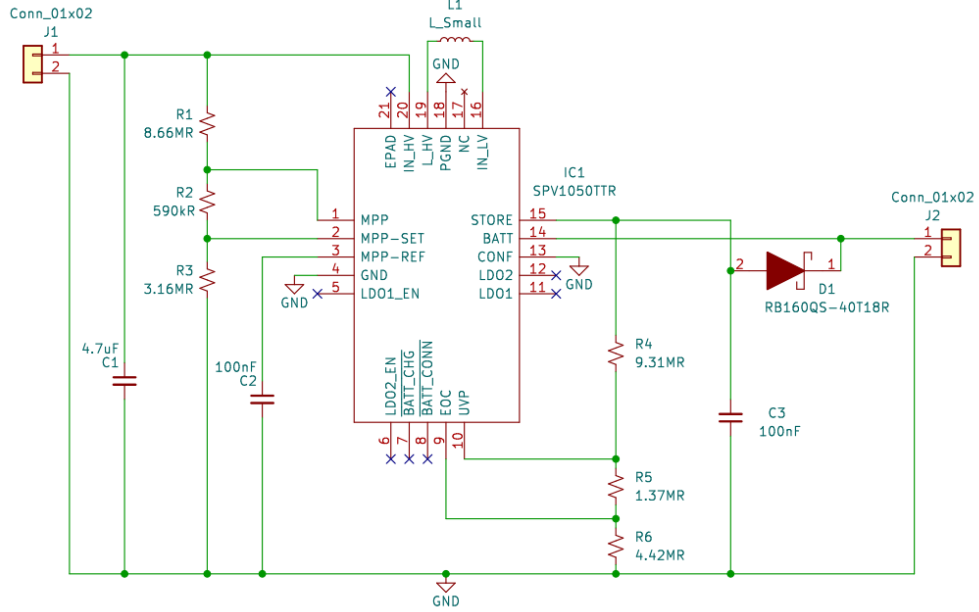 Conn_01x02
J1
1
2
L1
L_Small
GND
21
20
19
18
17
16
EPAD
IN_HV
L_HV
PGND
NC
IN_LV
R1
8.66MR
R2
590kR
R3
3.16MR
IC1
SPV1050TTR
1 MPP
2 MPP-SET
3 MPP-REF
4 GND
5 LDO1_EN
GND
STORE 15
BATT 14
CONF 13
LDO2 12
LDO1 11
GND
LDO2_EN
BATT_CHG
BATT_CONN
EOC
UVP
6
7
8
9
10
Conn_01x02
J2
1
2
2
1
D1
RB160QS-40T18R
4.7uF
C1
100nF
C2
R4
9.31MR
C3
100nF
R5
1.37MR
R6
4.42MR
GND